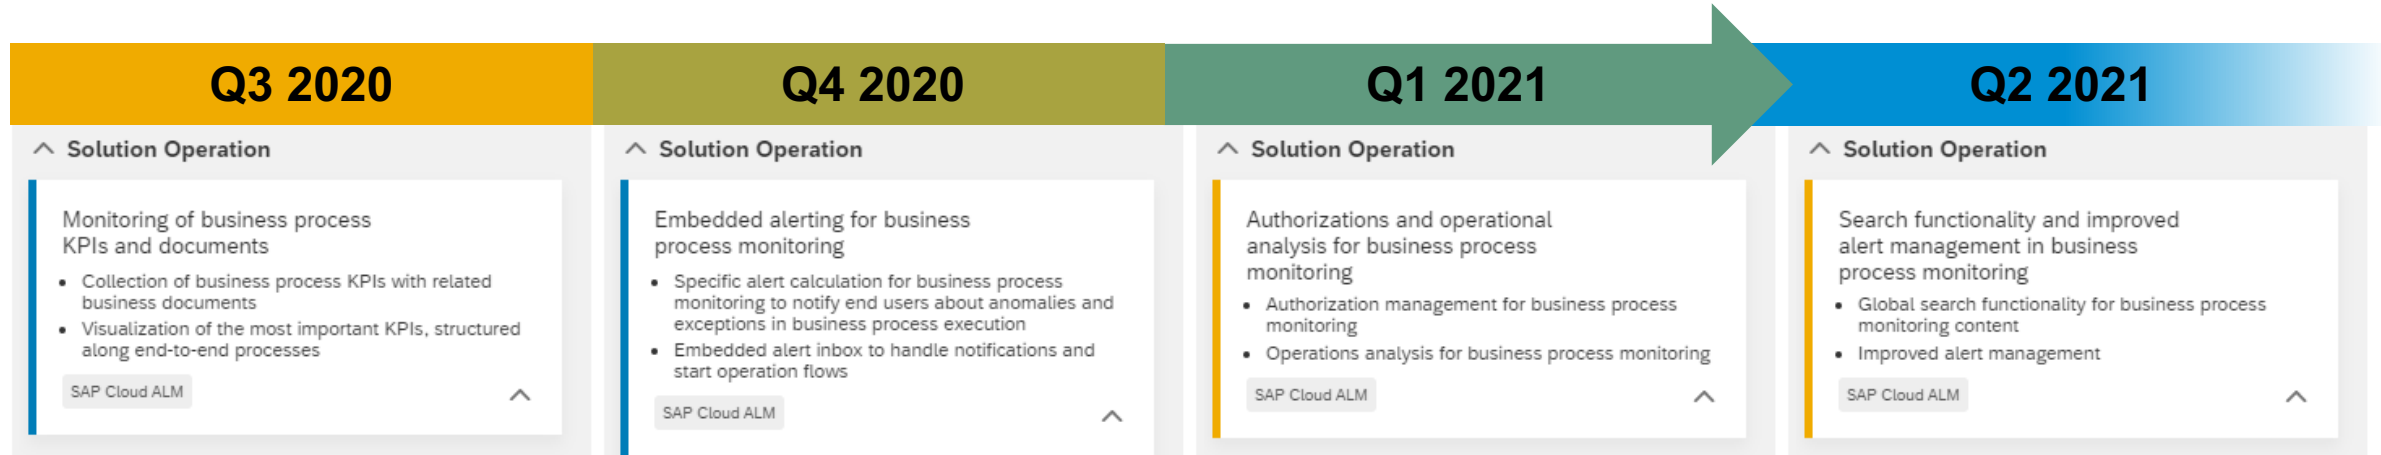 Q3 2020
Q4 2020
Q1 2021
Q2 2021
Solution Operation
Monitoring of business process
KPIs and documents
• Collection of business process KPIs with related
business documents
• Visualization of the most important KPIs, structured
along end-to-end processes
SAP Cloud ALM
Solution Operation
Embedded alerting for business
process monitoring
• Specific alert calculation for business process
monitoring to notify end users about anomalies and
exceptions in business process execution
• Embedded alert inbox to handle notifications and
start operation flows
SAP Cloud ALM
Solution Operation
Authorizations and operational
analysis for business process
monitoring
• Authorization management for business process
monitoring
• Operations analysis for business process monitoring
SAP Cloud ALM
Solution Operation
Search functionality and improved
alert management in business
process monitoring
• Global search functionality for business process
monitoring content
• Improved alert management
SAP Cloud ALM